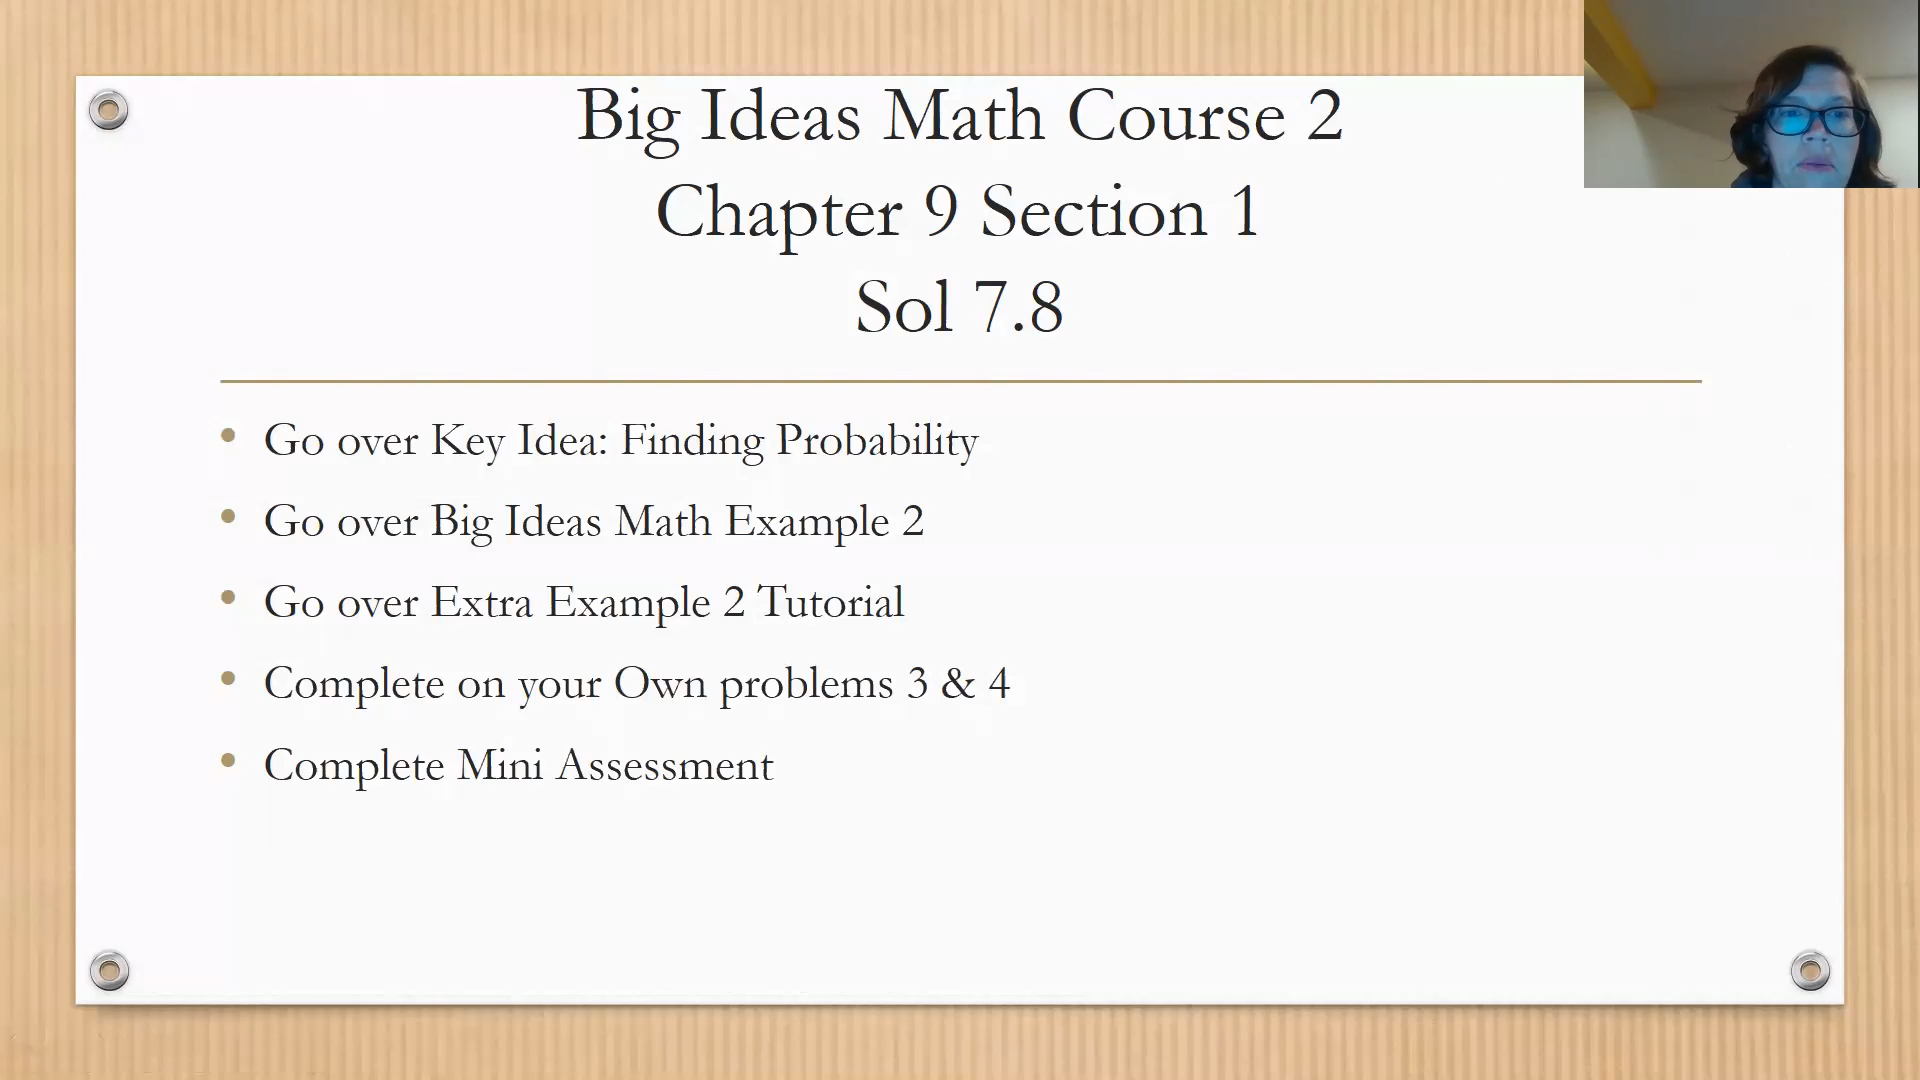 Big Ideas Math Course 2
Chapter 9 Section 1
Sol 7.8
• Go over Key Idea: Finding Probability
• Go over Big Ideas Math Example 2
• Go over Extra Example 2 Tutorial
• Complete on your Own problems 3 & 4
• Complete Mini Assessment